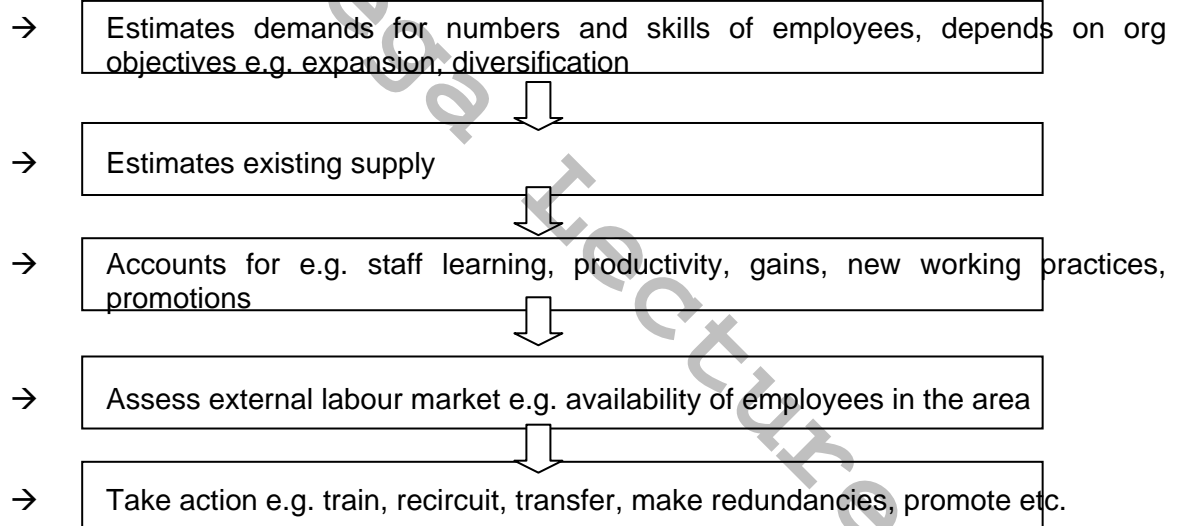 → Estimates demands for numbers and skills of employees, depends on org
objectives e.g. expansion, diversification
→ Estimates existing supply
→ Accounts for e.g. staff learning, productivity, gains, new working practices,
promotions
→ Assess external labour market e.g. availability of employees in the area
→ Take action e.g. train, recircuit, transfer, make redundancies, promote etc.
ega Lecture